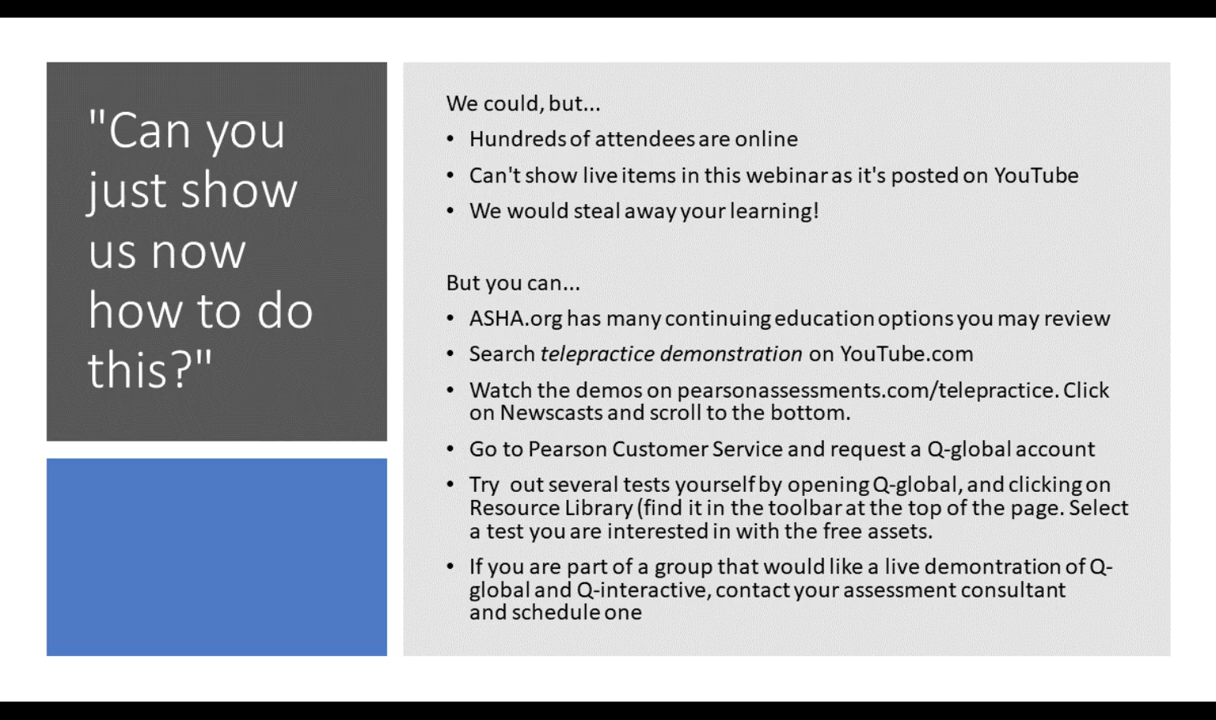 "Can you
just show
us now
how to do
this?"
We could, but...
• Hundreds of attendees are online
• Can't show live items in this webinar as it's posted on YouTube
• We would steal away your learning!
But you can...
• ASHA.org has many continuing education options you may review
• Search telepractice demonstration on YouTube.com
• Watch the demos on pearsonassessments.com/telepractice. Click
on Newscasts and scroll to the bottom.
• Go to Pearson Customer Service and request a Q-global account
• Try out several tests yourself by opening Q-global, and clicking on
Resource Library (find it in the toolbar at the top of the page. Select
a test you are interested in with the free assets.
• If you are part of a group that would like a live demontration of Q-
global and Q-interactive, contact your assessment consultant
and schedule one